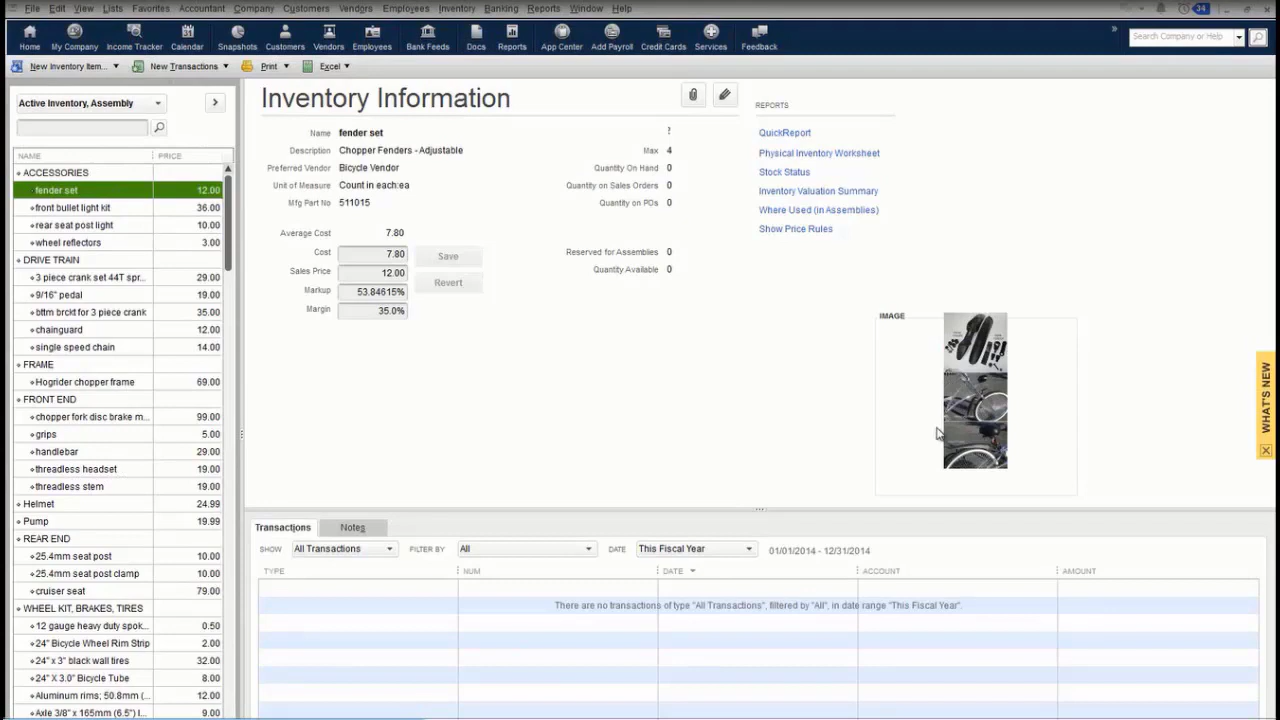 File Edit View Lists Favorites Accountant Company Customers Vendors Employees Inventory Banking Reports Window Help
34
Home My Company Income Tracker Calendar Snapshots Customers Vendors Employees Bank Feeds Docs Reports App Center Add Payroll Credit Cards Services Feedback
Search Company or Help
New Inventory Item... New Transactions Print Excel
Active Inventory, Assembly
NAME PRICE
ACCESSORIES
fender set 12.00
front bullet light kit 36.00
rear seat post light 10.00
wheel reflectors 3.00
DRIVE TRAIN
3 piece crank set 44T spr... 29.00
9/16" pedal 19.00
bttm brckt for 3 piece crank 35.00
chainguard 12.00
single speed chain 14.00
FRAME
Hogrider chopper frame 69.00
FRONT END
chopper fork disc brake m... 99.00
grips 5.00
handlebar 29.00
threadless headset 19.00
threadless stem 19.00
Helmet 24.99
Pump 19.99
REAR END
25.4mm seat post 10.00
25.4mm seat post clamp 10.00
cruiser seat 79.00
WHEEL KIT, BRAKES, TIRES
12 gauge heavy duty spok... 0.50
24" Bicycle Wheel Rim Strip 2.00
24" x 3" black wall tires 32.00
24" X 3.0" Bicycle Tube 8.00
Aluminum rims; 50.8mm (... 12.00
Axle 3/8" x 165mm (6.5") l... 9.00
Inventory Information
Name fender set
Description Chopper Fenders - Adjustable
Preferred Vendor Bicycle Vendor
Unit of Measure Count in each:ea
Mfg Part No 511015
Average Cost 7.80
Cost 7.80
Sales Price 12.00
Markup 53.84615%
Margin 35.0%
Save
Revert
?
Max 4
Quantity On Hand 0
Quantity on Sales Orders 0
Quantity on POs 0
Reserved for Assemblies 0
Quantity Available 0
REPORTS
QuickReport
Physical Inventory Worksheet
Stock Status
Inventory Valuation Summary
Where Used (in Assemblies)
Show Price Rules
IMAGE
WHAT'S NEW
Transactions Notes
SHOW All Transactions FILTER BY All DATE This Fiscal Year 01/01/2014 - 12/31/2014
TYPE NUM DATE ACCOUNT AMOUNT
There are no transactions of type "All Transactions", filtered by "All", in date range "This Fiscal Year".